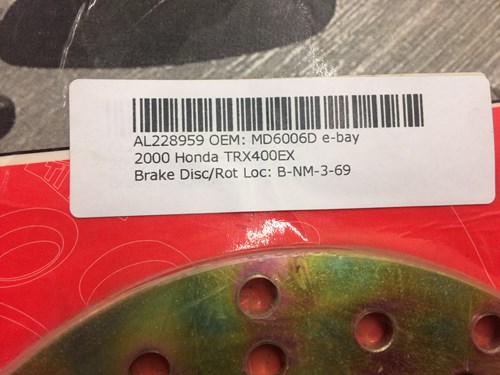 AL228959 OEM: MD6006D e-bay
2000 Honda TRX400EX
Brake Disc/Rot Loc: B-NM-3-69